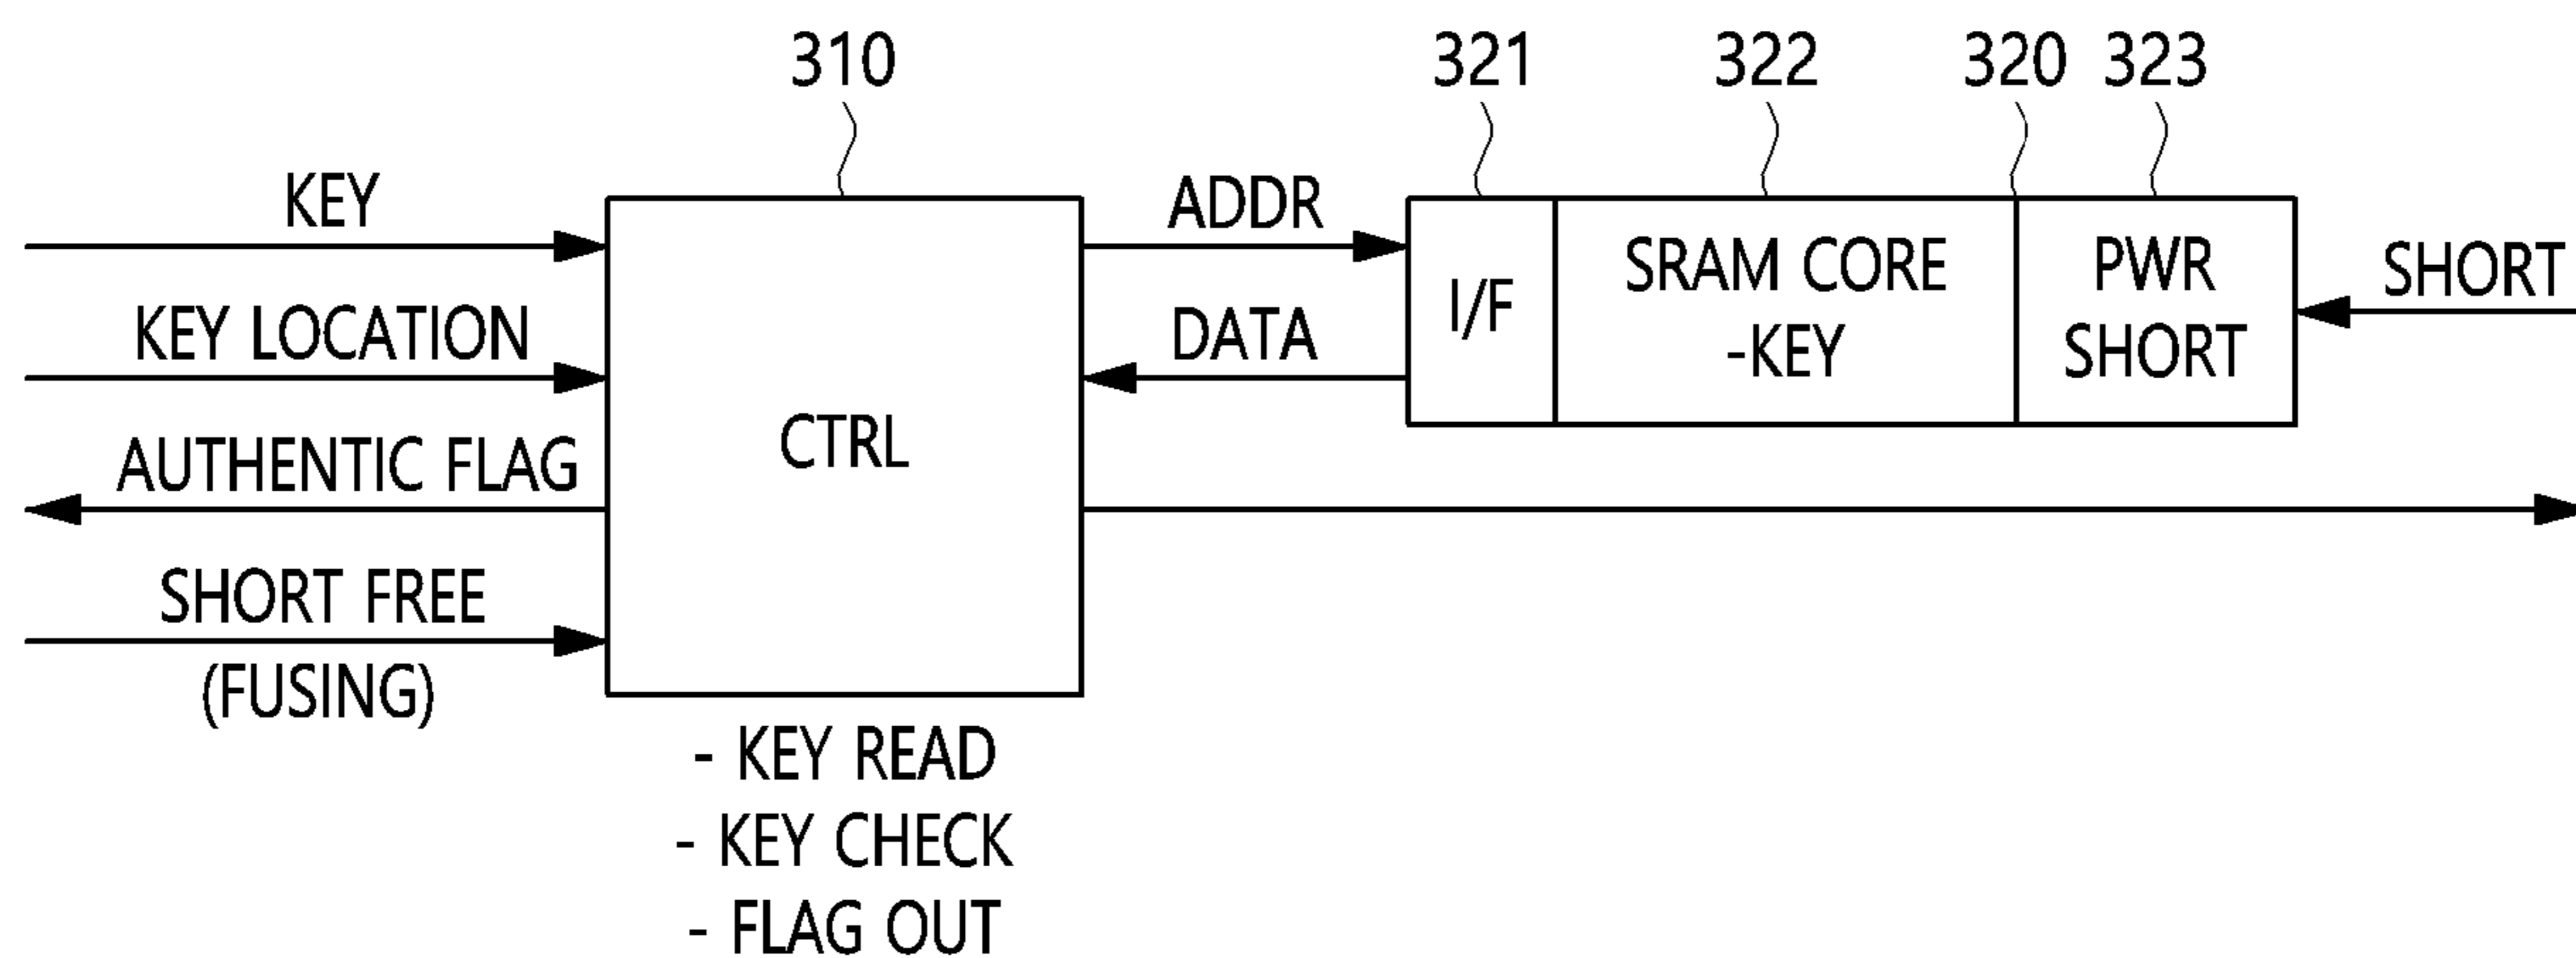 310
321
322
320
323
KEY
KEY LOCATION
AUTHENTIC FLAG
SHORT FREE
(FUSING)
CTRL
- KEY READ
- KEY CHECK
- FLAG OUT
ADDR
DATA
I/F
SRAM CORE
-KEY
PWR
SHORT
SHORT